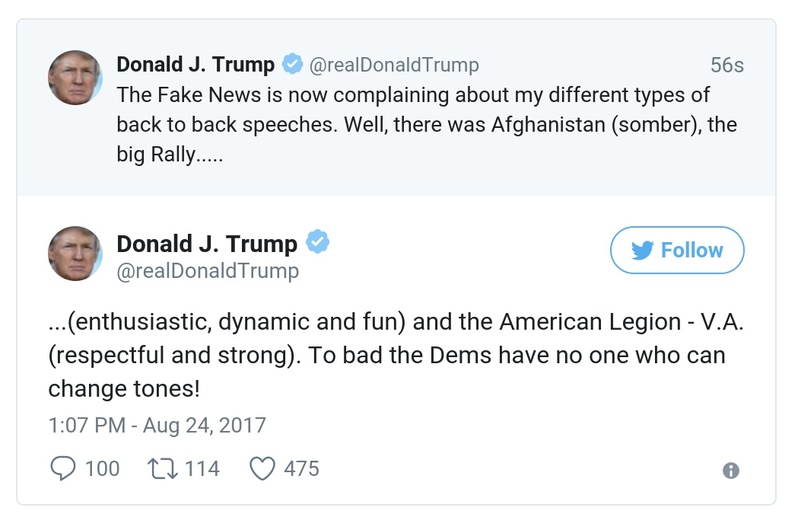 Donald J. Trump @realDonaldTrump 56s
The Fake News is now complaining about my different types of
back to back speeches. Well, there was Afghanistan (somber), the
big Rally.....
Donald J. Trump
@realDonaldTrump
Follow
...(enthusiastic, dynamic and fun) and the American Legion - V.A.
(respectful and strong). To bad the Dems have no one who can
change tones!
1:07 PM - Aug 24, 2017
100 114 475